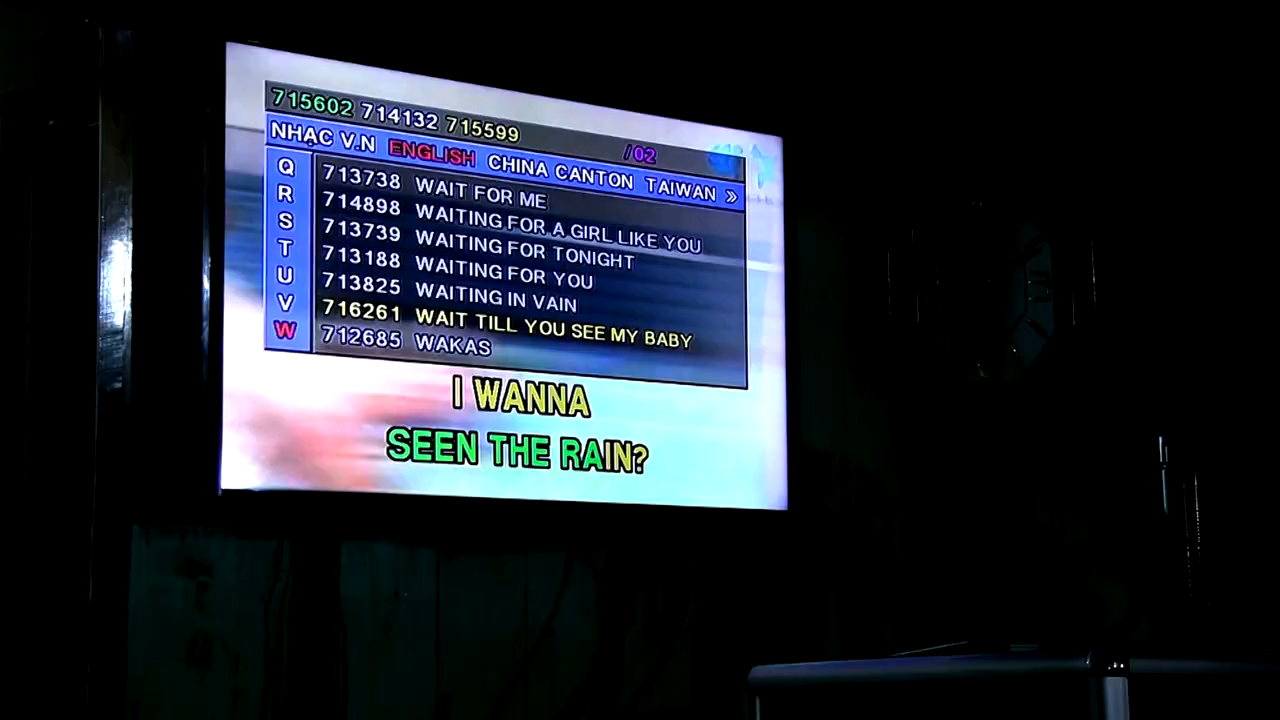 715602 714132 715599 /02
NHẠC V.N ENGLISH CHINA CANTON TAIWAN »
Q
R
S
T
U
V
W
713738 WAIT FOR ME
714898 WAITING FOR A GIRL LIKE YOU
713739 WAITING FOR TONIGHT
713188 WAITING FOR YOU
713825 WAITING IN VAIN
716261 WAIT TILL YOU SEE MY BABY
712685 WAKAS
I WANNA
SEEN THE RAIN?